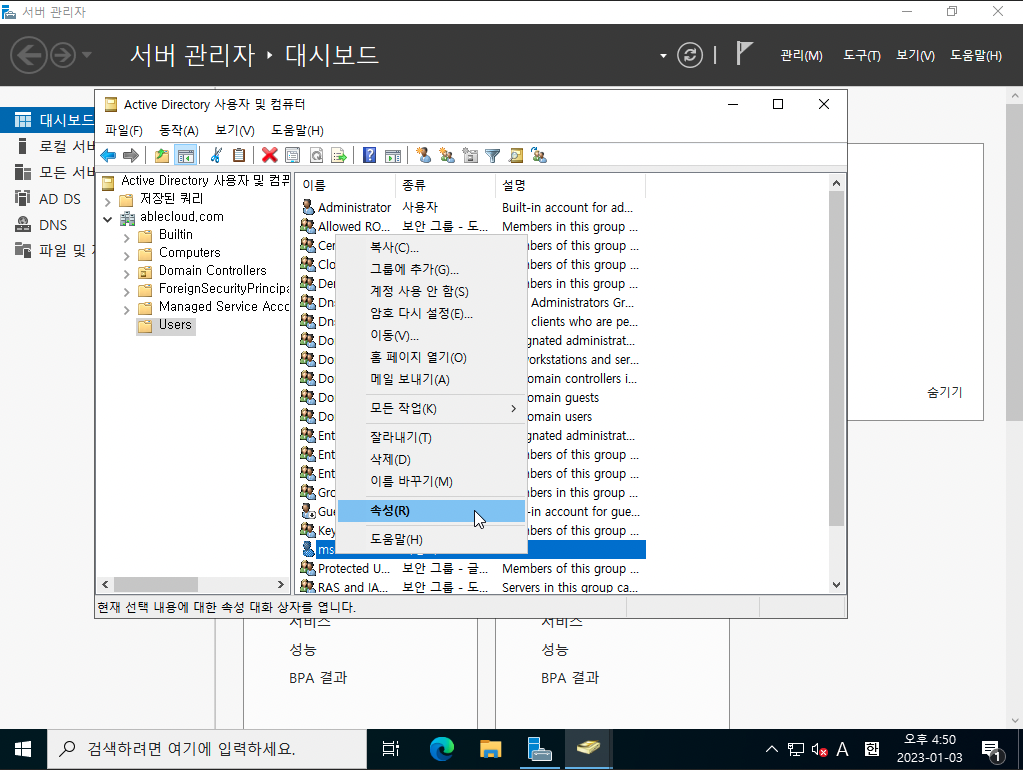 서버 관리자
서버 관리자 ▸ 대시보드
관리(M) 도구(T) 보기(V) 도움말(H)
대시보드
로컬 서버
모든 서버
AD DS
DNS
파일 및
Active Directory 사용자 및 컴퓨터
파일(F) 동작(A) 보기(V) 도움말(H)
Active Directory 사용자 및 컴퓨
저장된 쿼리
ablecloud.com
Builtin
Computers
Domain Controllers
ForeignSecurityPrincipa
Managed Service Acco
Users
이름 종류 설명
Administrator 사용자 Built-in account for ad...
Allowed RO... 보안 그룹 - 도... Members in this group ...
Cer bers of this group ...
Clo bers of this group ...
Der bers in this group ...
Dns Administrators Gr...
Dns clients who are pe...
Dor gnated administrat...
Do orkstations and ser...
Do omain controllers i...
Do omain guests
Do omain users
Ent gnated administrat...
Ent bers of this group ...
Ent bers of this group ...
Gro bers in this group ...
Gue -in account for gue...
Key bers of this group ...
ms
Protected U... 보안 그룹 - 글... Members of this group ...
RAS and IA... 보안 그룹 - 도... Servers in this group ca...
복사(C)...
그룹에 추가(G)...
계정 사용 안 함(S)
암호 다시 설정(E)...
이동(V)...
홈 페이지 열기(O)
메일 보내기(A)
모든 작업(K)
잘라내기(T)
삭제(D)
이름 바꾸기(M)
속성(R)
도움말(H)
현재 선택 내용에 대한 속성 대화 상자를 엽니다.
숨기기
서비스 서비스
성능 성능
BPA 결과 BPA 결과
검색하려면 여기에 입력하세요.
A 한
오후 4:50
2023-01-03
1